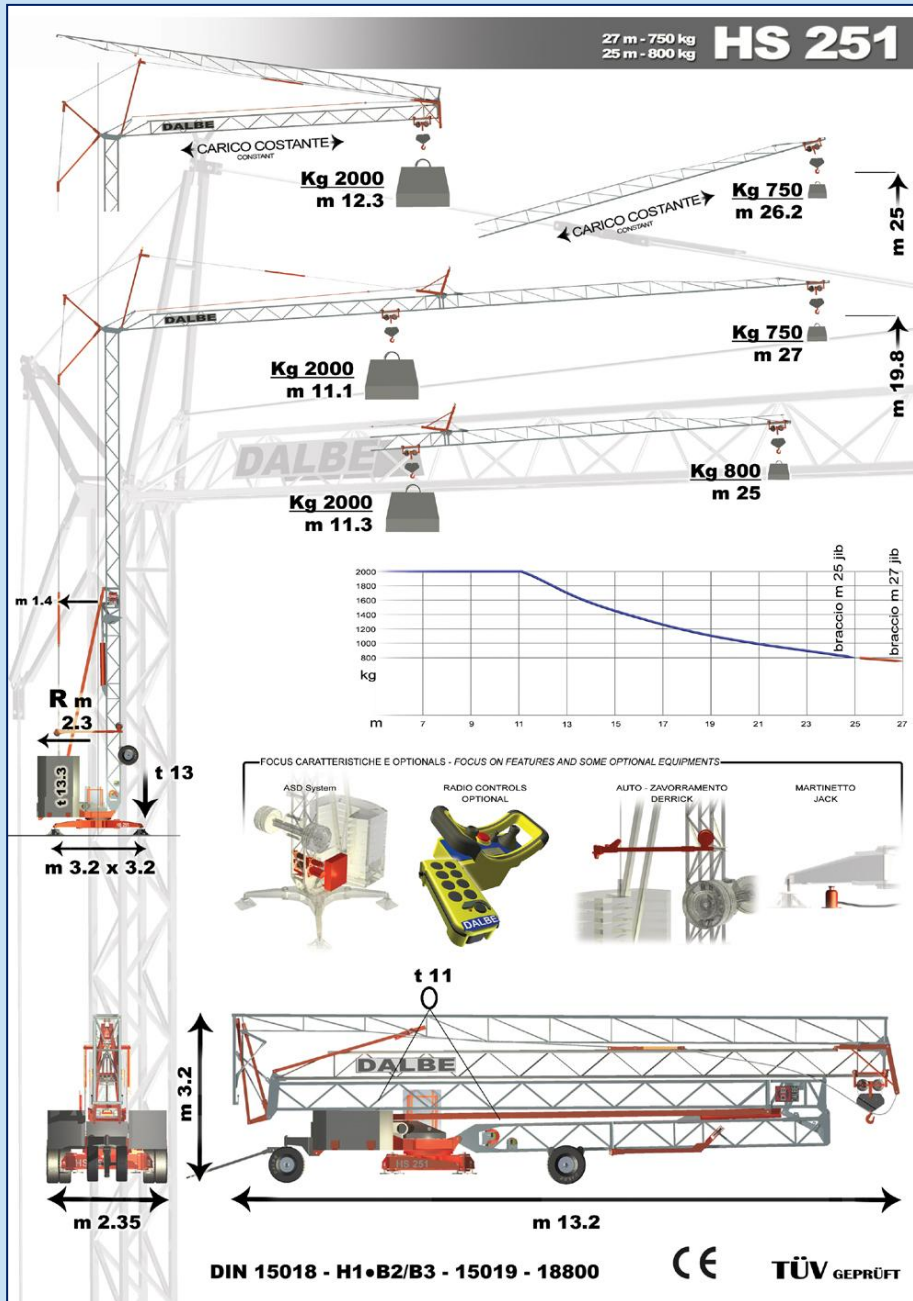 27 m - 750 kg
25 m - 800 kg
HS 251
DALBE
CARICO COSTANTE
CONSTANT
Kg 2000
m 12.3
Kg 750
m 26.2
CARICO COSTANTE
CONSTANT
m 25
DALBE
Kg 2000
m 11.1
Kg 750
m 27
m 19.8
DALBE
Kg 2000
m 11.3
Kg 800
m 25
2000
1800
1600
1400
1200
1000
800
kg
m
7
9
11
13
15
17
19
21
23
25
27
braccio m 25 jib
braccio m 27 jib
m 1.4
R m
2.3
t 13.3
t 13
m 3.2 x 3.2
FOCUS CARATTERISTICHE E OPTIONALS - FOCUS ON FEATURES AND SOME OPTIONAL EQUIPMENTS
ASD System
RADIO CONTROLS
OPTIONAL
AUTO - ZAVORRAMENTO
DERRICK
MARTINETTO
JACK
DALBE
t 11
DALBE
HS 251
m 3.2
m 2.35
m 13.2
DIN 15018 - H1•B2/B3 - 15019 - 18800
CE
TÜV GEPRÜFT